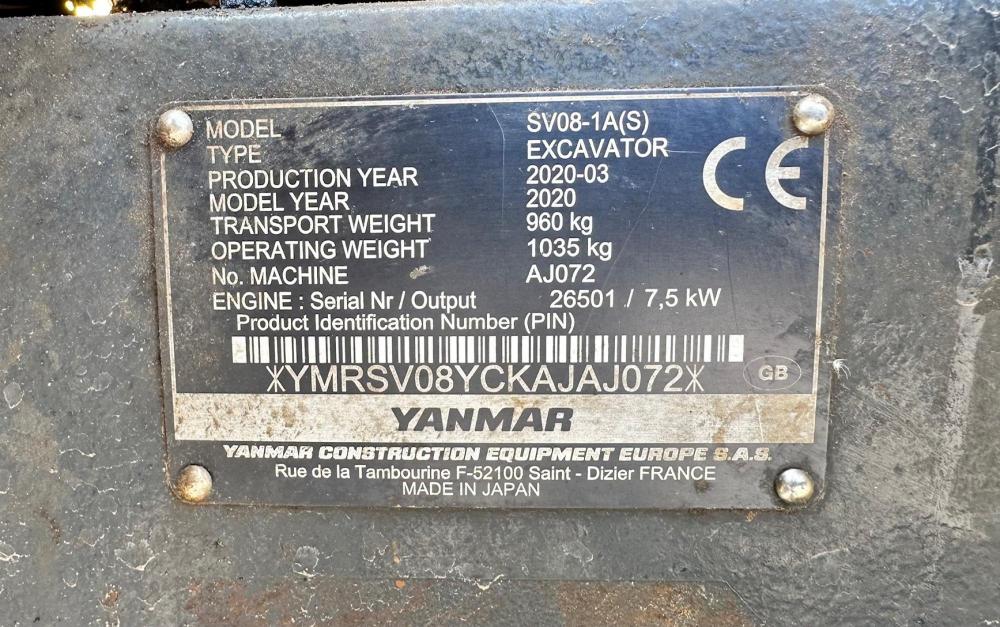 MODEL SV08-1A(S)
TYPE EXCAVATOR
PRODUCTION YEAR 2020-03
MODEL YEAR 2020
TRANSPORT WEIGHT 960 kg
OPERATING WEIGHT 1035 kg
No. MACHINE AJ072
ENGINE : Serial Nr / Output 26501 / 7,5 kW
Product Identification Number (PIN)
*YMRSV08YCKAJAJ072*
CE
GB
YANMAR
YANMAR CONSTRUCTION EQUIPMENT EUROPE S.A.S.
Rue de la Tambourine F-52100 Saint - Dizier FRANCE
MADE IN JAPAN